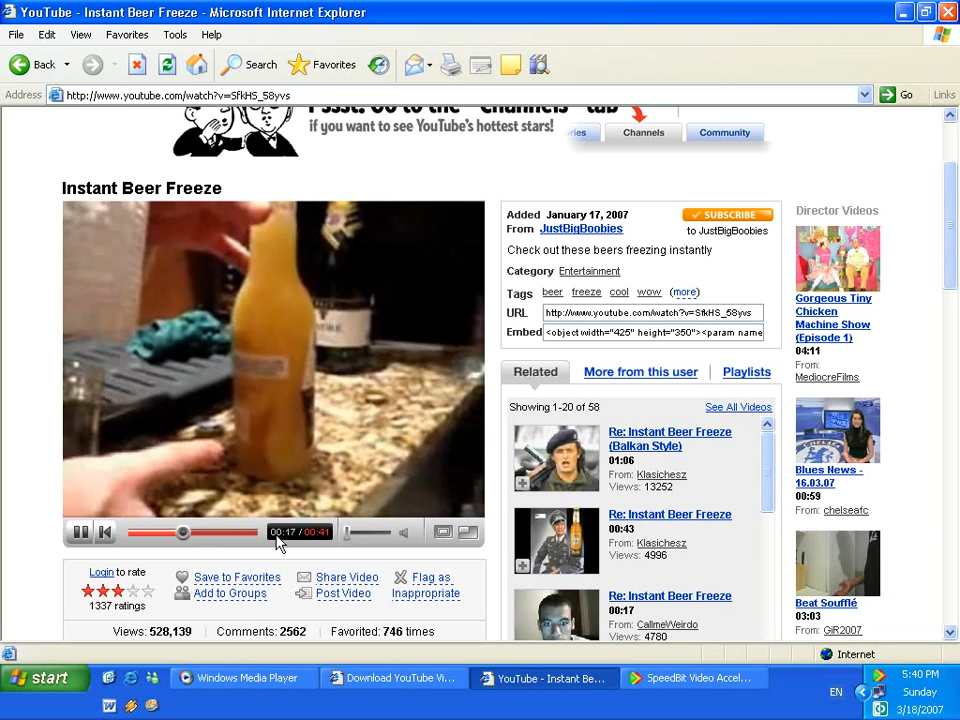 YouTube - Instant Beer Freeze - Microsoft Internet Explorer
File Edit View Favorites Tools Help
Back Search Favorites
Address http://www.youtube.com/watch?v=SfkHS_58yvs Go Links
Pssst! Go to the "Channels" tab
if you want to see YouTube's hottest stars!
ries Channels Community
Instant Beer Freeze
00:17 / 00:41
Login to rate
1337 ratings
Save to Favorites
Add to Groups
Share Video
Post Video
Flag as
Inappropriate
Views: 528,139 Comments: 2562 Favorited: 746 times
Added January 17, 2007
From JustBigBoobies
SUBSCRIBE
to JustBigBoobies
Check out these beers freezing instantly
Category Entertainment
Tags beer freeze cool wow (more)
URL http://www.youtube.com/watch?v=SfkHS_58yvs
Embed <object width="425" height="350"><param name
Related More from this user Playlists
Showing 1-20 of 58 See All Videos
Re: Instant Beer Freeze
(Balkan Style)
01:06
From: Klasichesz
Views: 13252
Re: Instant Beer Freeze
00:43
From: Klasichesz
Views: 4996
Re: Instant Beer Freeze
00:17
From: CallmeWeirdo
Views: 4780
Director Videos
Gorgeous Tiny
Chicken
Machine Show
(Episode 1)
04:11
From:
MediocreFilms
Blues News -
16.03.07
00:59
From: chelseafc
Beat Soufflé
03:03
From: GiR2007
Internet
start Windows Media Player Download YouTube Vi... YouTube - Instant Be... SpeedBit Video Accel...
EN
5:40 PM
Sunday
3/18/2007